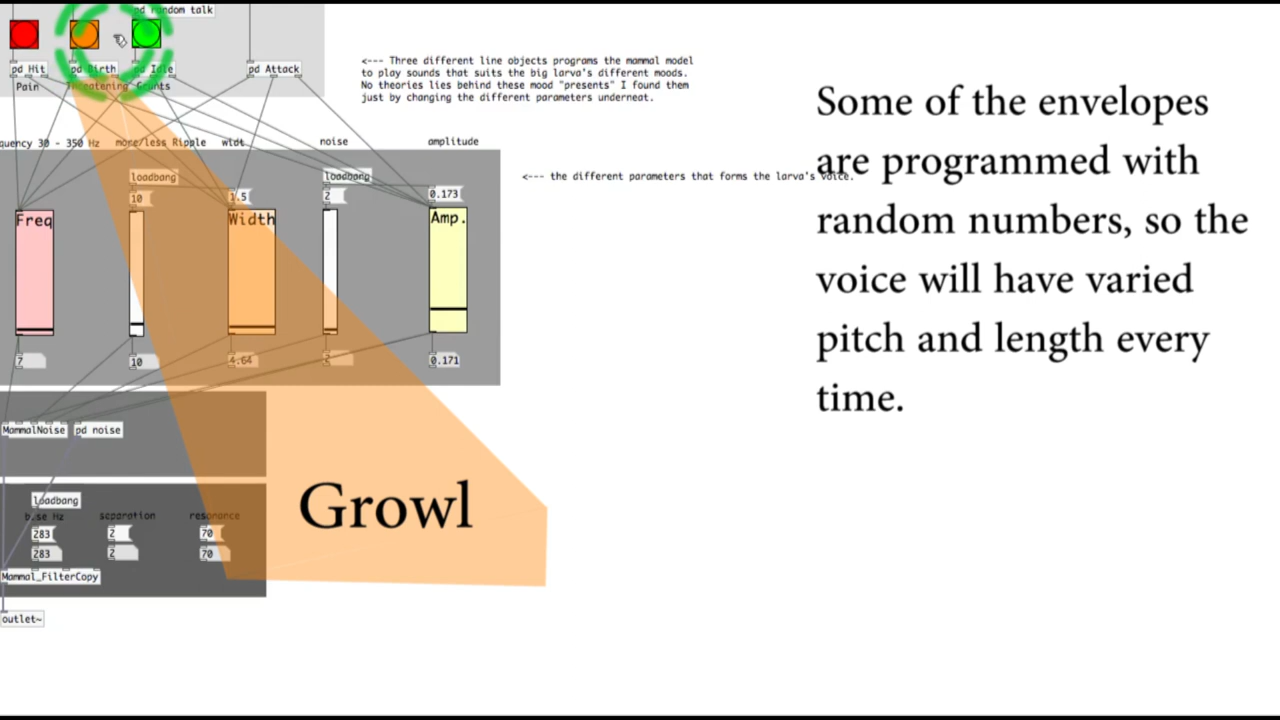 pd random talk
pd Hit
pd Birth
pd Idle
pd Attack
Pain
Threatening
Grunts
<--- Three different line objects programs the mammal model
to play sounds that suits the big larva's different moods.
No theories lies behind these mood "presents" I found them
just by changing the different parameters underneat.
quency 30 - 350 Hz
more/less Ripple
widt
noise
amplitude
loadbang
loadbang
<--- the different parameters that forms the larva's voice.
10
1.5
2
0.173
Freq
Width
Amp.
7
10
4.64
2
0.171
MammalNoise
pd noise
loadbang
base Hz
separation
resonance
283
2
70
283
2
70
Mammal_FilterCopy
outlet~
Growl
Some of the envelopes
are programmed with
random numbers, so the
voice will have varied
pitch and length every
time.